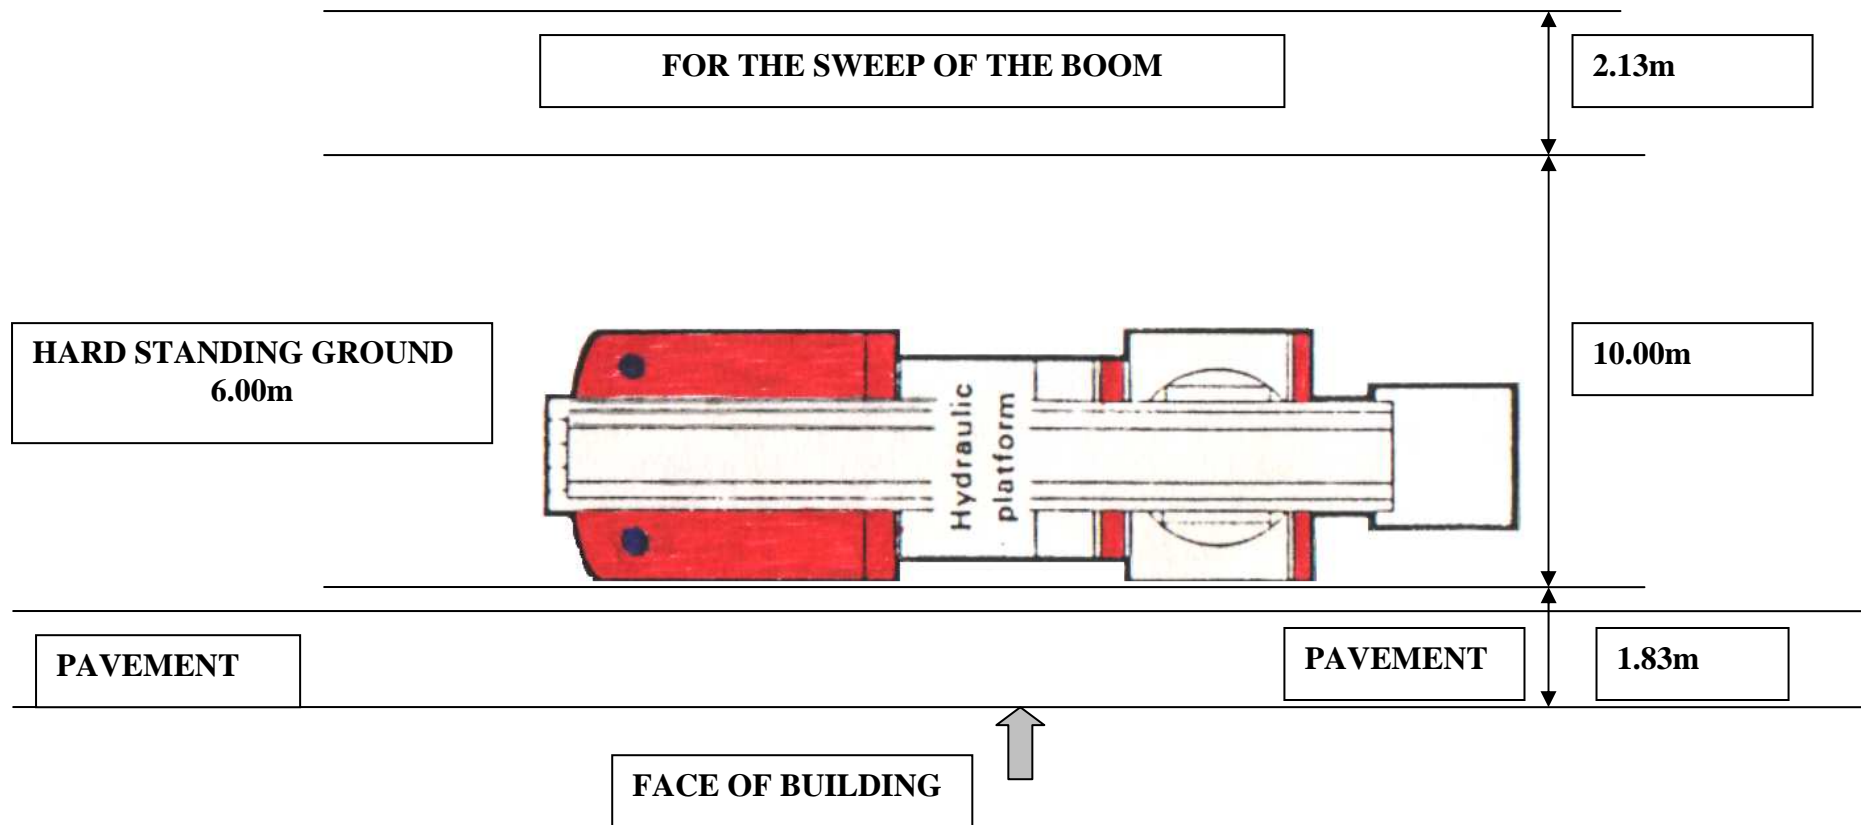 FOR THE SWEEP OF THE BOOM
2.13m
HARD STANDING GROUND
6.00m
Hydraulic
platform
10.00m
PAVEMENT
PAVEMENT
1.83m
FACE OF BUILDING